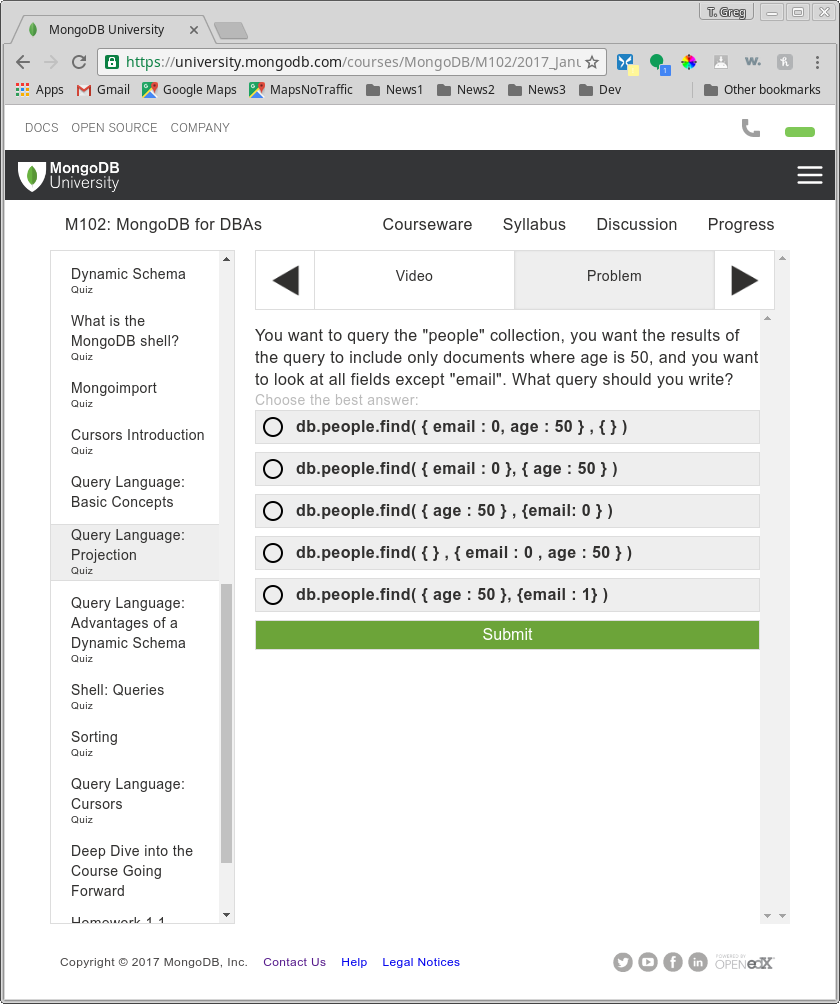 T. Greg
MongoDB University
https://university.mongodb.com/courses/MongoDB/M102/2017_Janu
1
w.
Apps Gmail Google Maps MapsNoTraffic News1 News2 News3 Dev Other bookmarks
DOCS OPEN SOURCE COMPANY
MongoDB
University
M102: MongoDB for DBAs Courseware Syllabus Discussion Progress
Dynamic Schema
Quiz
What is the
MongoDB shell?
Quiz
Mongoimport
Quiz
Cursors Introduction
Quiz
Query Language:
Basic Concepts
Query Language:
Projection
Quiz
Query Language:
Advantages of a
Dynamic Schema
Quiz
Shell: Queries
Quiz
Sorting
Quiz
Query Language:
Cursors
Quiz
Deep Dive into the
Course Going
Forward
Homework 1.1
Video Problem
You want to query the "people" collection, you want the results of
the query to include only documents where age is 50, and you want
to look at all fields except "email". What query should you write?
Choose the best answer:
db.people.find( { email : 0, age : 50 } , { } )
db.people.find( { email : 0 }, { age : 50 } )
db.people.find( { age : 50 } , {email: 0 } )
db.people.find( { } , { email : 0 , age : 50 } )
db.people.find( { age : 50 }, {email : 1} )
Submit
Copyright © 2017 MongoDB, Inc. Contact Us Help Legal Notices
POWERED BY
OPEN edX